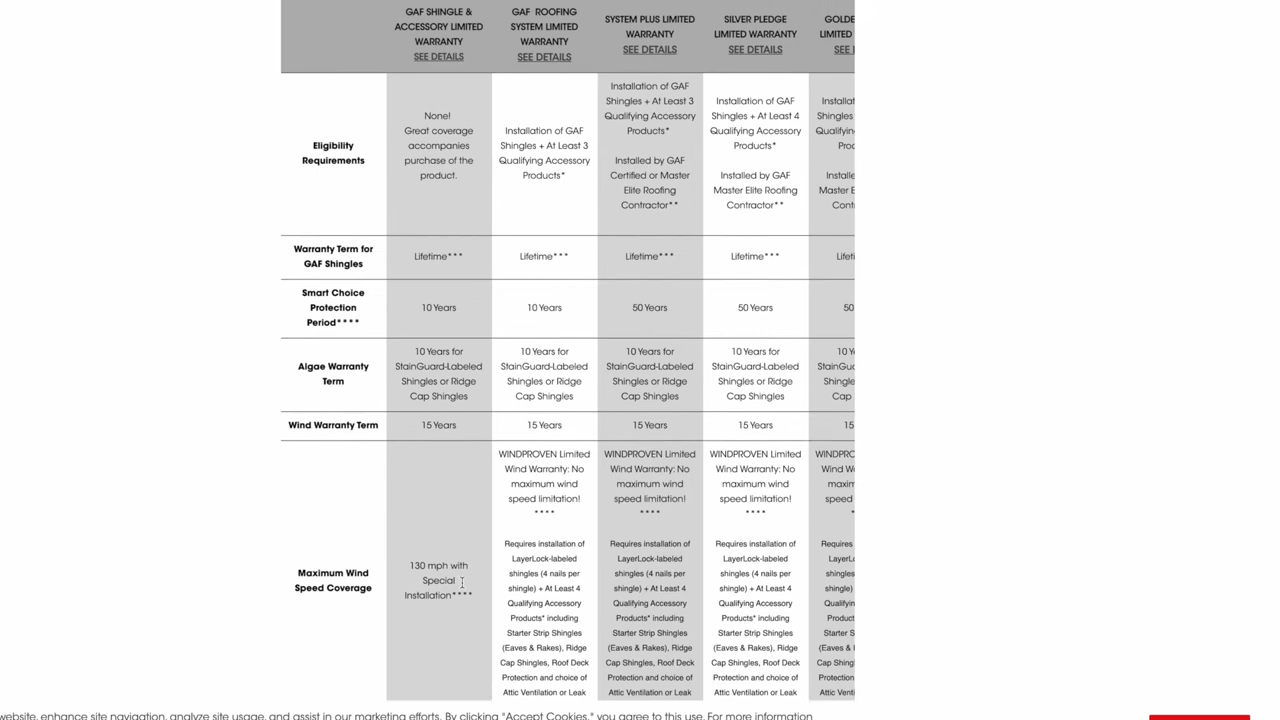 GAF SHINGLE &
ACCESSORY LIMITED
WARRANTY
SEE DETAILS
GAF ROOFING
SYSTEM LIMITED
WARRANTY
SEE DETAILS
SYSTEM PLUS LIMITED
WARRANTY
SEE DETAILS
SILVER PLEDGE
LIMITED WARRANTY
SEE DETAILS
GOLDE
LIMITED
SEE
Eligibility
Requirements
None!
Great coverage
accompanies
purchase of the
product.
Installation of GAF
Shingles + At Least 3
Qualifying Accessory
Products*
Installation of GAF
Shingles + At Least 3
Qualifying Accessory
Products*
Installed by GAF
Certified or Master
Elite Roofing
Contractor**
Installation of GAF
Shingles + At Least 4
Qualifying Accessory
Products*
Installed by GAF
Master Elite Roofing
Contractor**
Installat
Shingles
Qualifyin
Proc
Installe
Master E
Contr
Warranty Term for
GAF Shingles
Lifetime***
Lifetime***
Lifetime***
Lifetime***
Lifeti
Smart Choice
Protection
Period****
10 Years
10 Years
50 Years
50 Years
50
Algae Warranty
Term
10 Years for
StainGuard-Labeled
Shingles or Ridge
Cap Shingles
10 Years for
StainGuard-Labeled
Shingles or Ridge
Cap Shingles
10 Years for
StainGuard-Labeled
Shingles or Ridge
Cap Shingles
10 Years for
StainGuard-Labeled
Shingles or Ridge
Cap Shingles
10 Y
StainGu
Shingles
Cap
Wind Warranty Term
15 Years
15 Years
15 Years
15 Years
15
Maximum Wind
Speed Coverage
130 mph with
Special
Installation****
WINDPROVEN Limited
Wind Warranty: No
maximum wind
speed limitation!
****
Requires installation of
LayerLock-labeled
shingles (4 nails per
shingle) + At Least 4
Qualifying Accessory
Products* including
Starter Strip Shingles
(Eaves & Rakes), Ridge
Cap Shingles, Roof Deck
Protection and choice of
Attic Ventilation or Leak
WINDPROVEN Limited
Wind Warranty: No
maximum wind
speed limitation!
****
Requires installation of
LayerLock-labeled
shingles (4 nails per
shingle) + At Least 4
Qualifying Accessory
Products* including
Starter Strip Shingles
(Eaves & Rakes), Ridge
Cap Shingles, Roof Deck
Protection and choice of
Attic Ventilation or Leak
WINDPROVEN Limited
Wind Warranty: No
maximum wind
speed limitation!
****
Requires installation of
LayerLock-labeled
shingles (4 nails per
shingle) + At Least 4
Qualifying Accessory
Products* including
Starter Strip Shingles
(Eaves & Rakes), Ridge
Cap Shingles, Roof Deck
Protection and choice of
Attic Ventilation or Leak
WINDPRO
Wind W
maxim
speed
*
Requires
LayerL
shingles
shingle)
Qualifyin
Product
Starter S
(Eaves &
Cap Shingl
Protection
Attic Ventil
website, enhance site navigation, analyze site usage, and assist in our marketing efforts. By clicking "Accept Cookies," you agree to this use. For more information